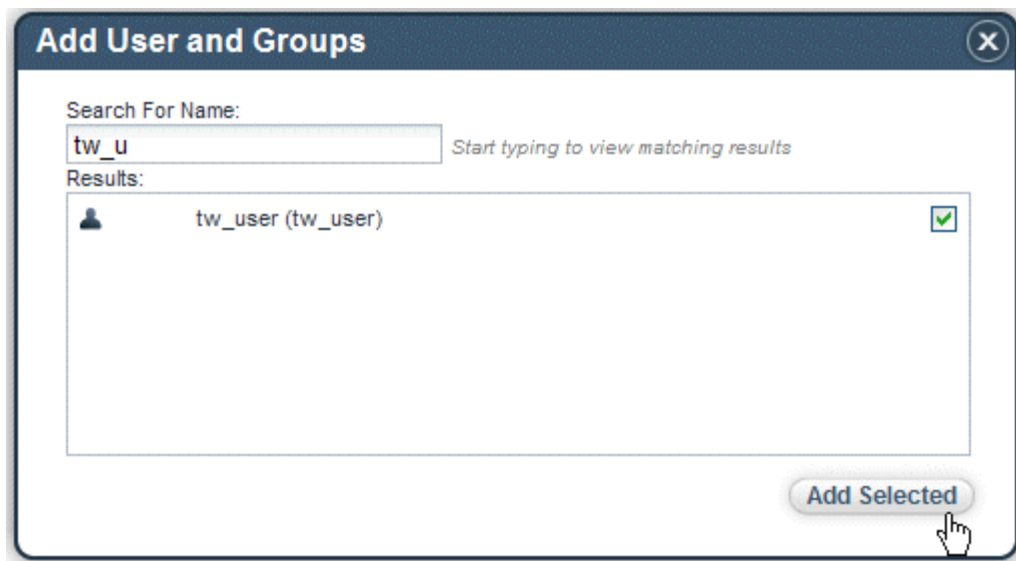 Add User and Groups
Search For Name:
tw_u
Start typing to view matching results
Results:
tw_user (tw_user)
Add Selected